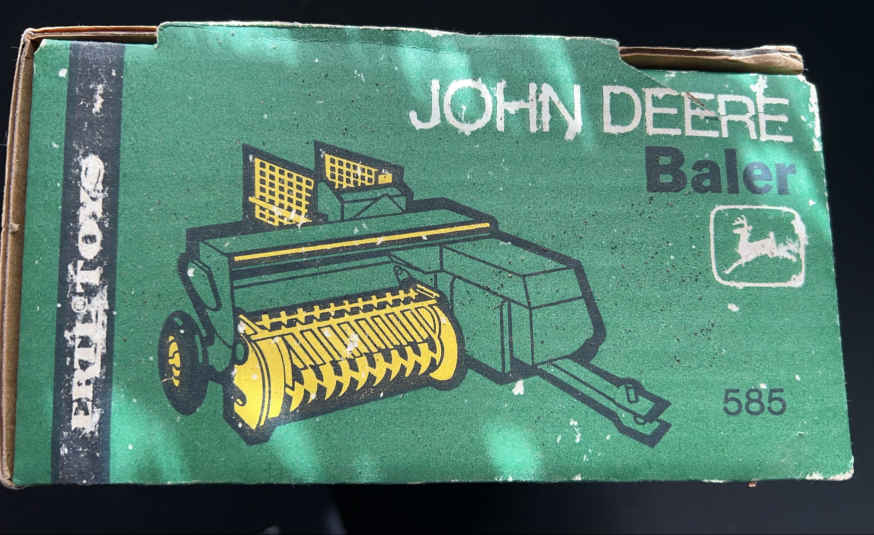 JOHN DEERE
Baler
ERTL TOYS
585